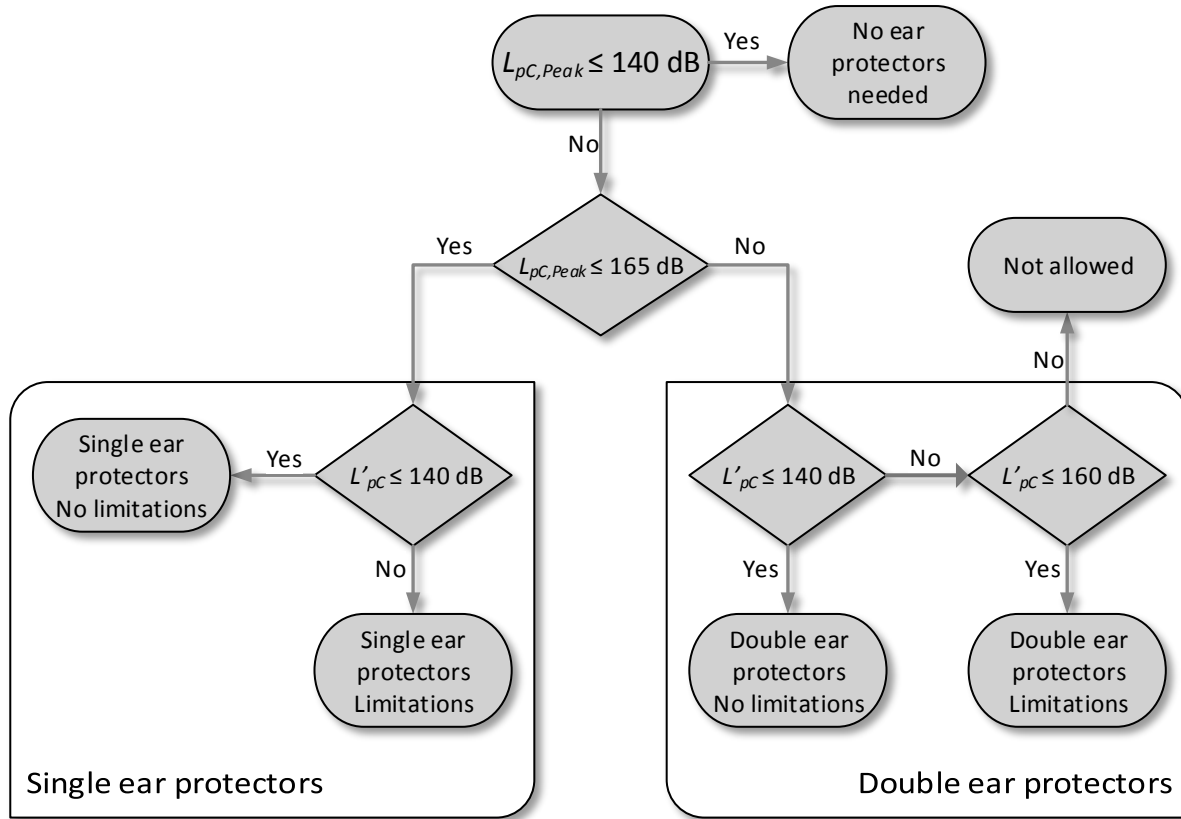 L_pC,Peak ≤ 140 dB
Yes
No ear
protectors
needed
No
Yes
L_pC,Peak ≤ 165 dB
No
Not allowed
No
Single ear
protectors
No limitations
Yes
L'_pC ≤ 140 dB
No
Single ear
protectors
Limitations
Single ear protectors
L'_pC ≤ 140 dB
No
L'_pC ≤ 160 dB
Yes
Double ear
protectors
No limitations
Yes
Double ear
protectors
Limitations
Double ear protectors